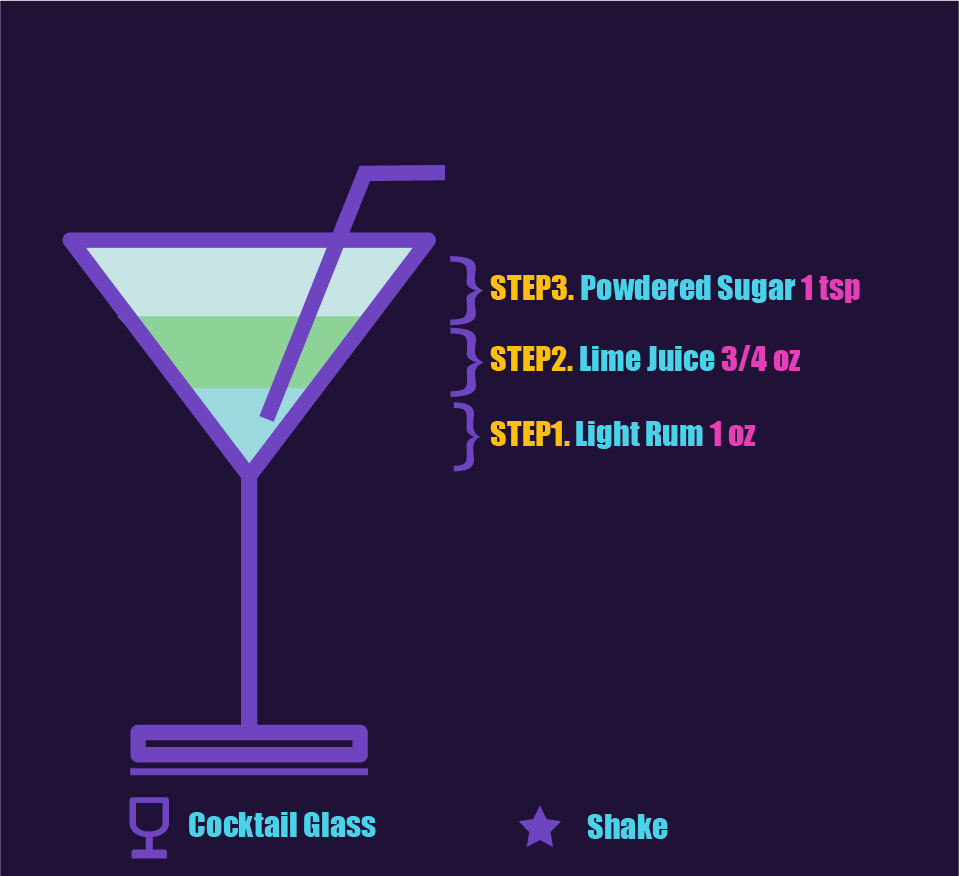 STEP3. Powdered Sugar 1 tsp
STEP2. Lime Juice 3/4 oz
STEP1. Light Rum 1 oz
Cocktail Glass
Shake